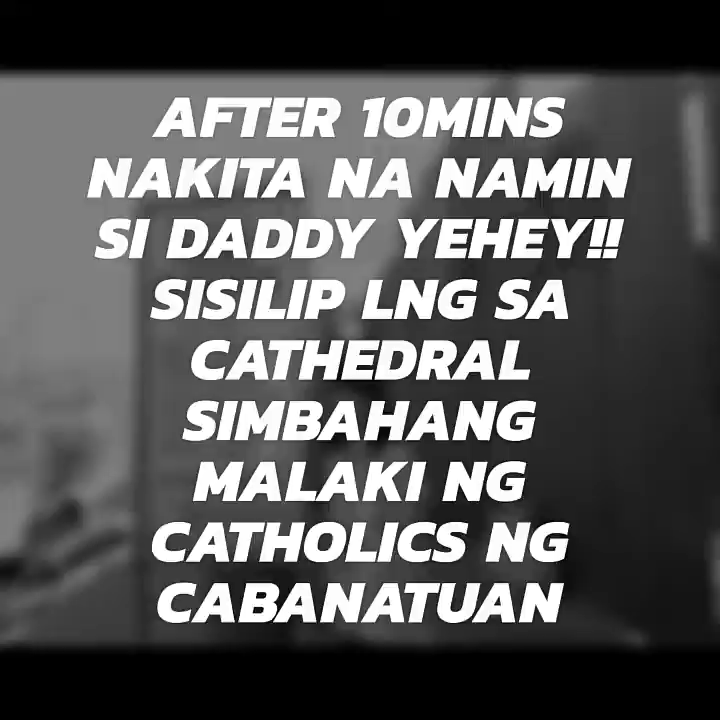 AFTER 10MINS
NAKITA NA NAMIN
SI DADDY YEHEY!!
SISILIP LNG SA
CATHEDRAL
SIMBAHANG
MALAKI NG
CATHOLICS NG
CABANATUAN